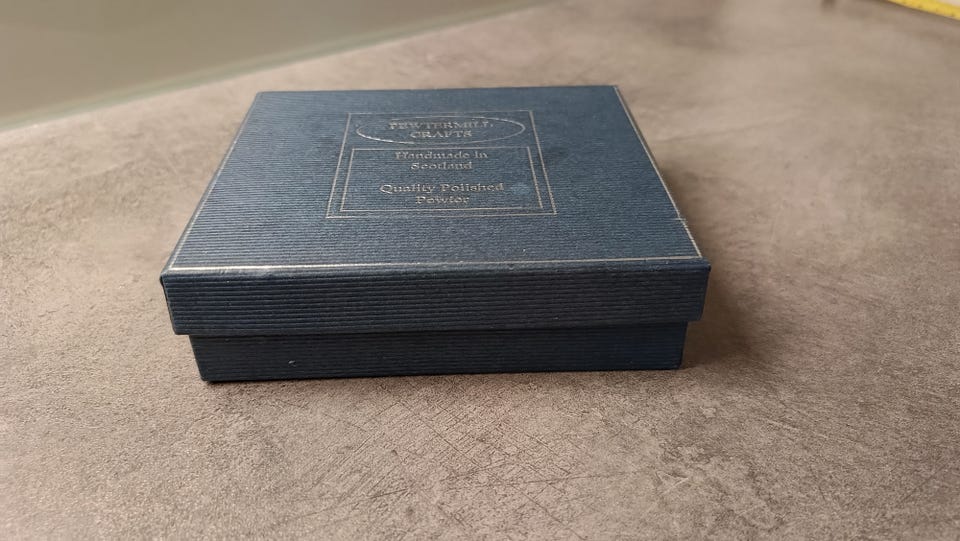 PEWTERMILL
CRAFTS
Handmade in
Scotland
Quality Polished
Pewter